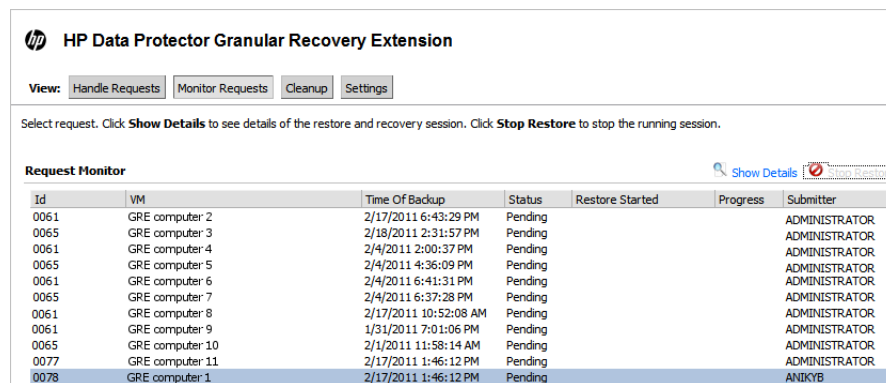 hp HP Data Protector Granular Recovery Extension
View: Handle Requests Monitor Requests Cleanup Settings
Select request. Click Show Details to see details of the restore and recovery session. Click Stop Restore to stop the running session.
Request Monitor Show Details Stop Resto
Id VM Time Of Backup Status Restore Started Progress Submitter
0061 GRE computer 2 2/17/2011 6:43:29 PM Pending ADMINISTRATOR
0065 GRE computer 3 2/18/2011 2:31:57 PM Pending ADMINISTRATOR
0061 GRE computer 4 2/4/2011 2:00:37 PM Pending ADMINISTRATOR
0065 GRE computer 5 2/4/2011 4:36:09 PM Pending ADMINISTRATOR
0061 GRE computer 6 2/4/2011 6:41:31 PM Pending ADMINISTRATOR
0065 GRE computer 7 2/4/2011 6:37:28 PM Pending ADMINISTRATOR
0061 GRE computer 8 2/17/2011 10:52:08 AM Pending ADMINISTRATOR
0061 GRE computer 9 1/31/2011 7:01:06 PM Pending ADMINISTRATOR
0065 GRE computer 10 2/1/2011 11:58:14 AM Pending ADMINISTRATOR
0077 GRE computer 11 2/17/2011 1:46:12 PM Pending ADMINISTRATOR
0078 GRE computer 1 2/17/2011 1:46:12 PM Pending ANIKYB